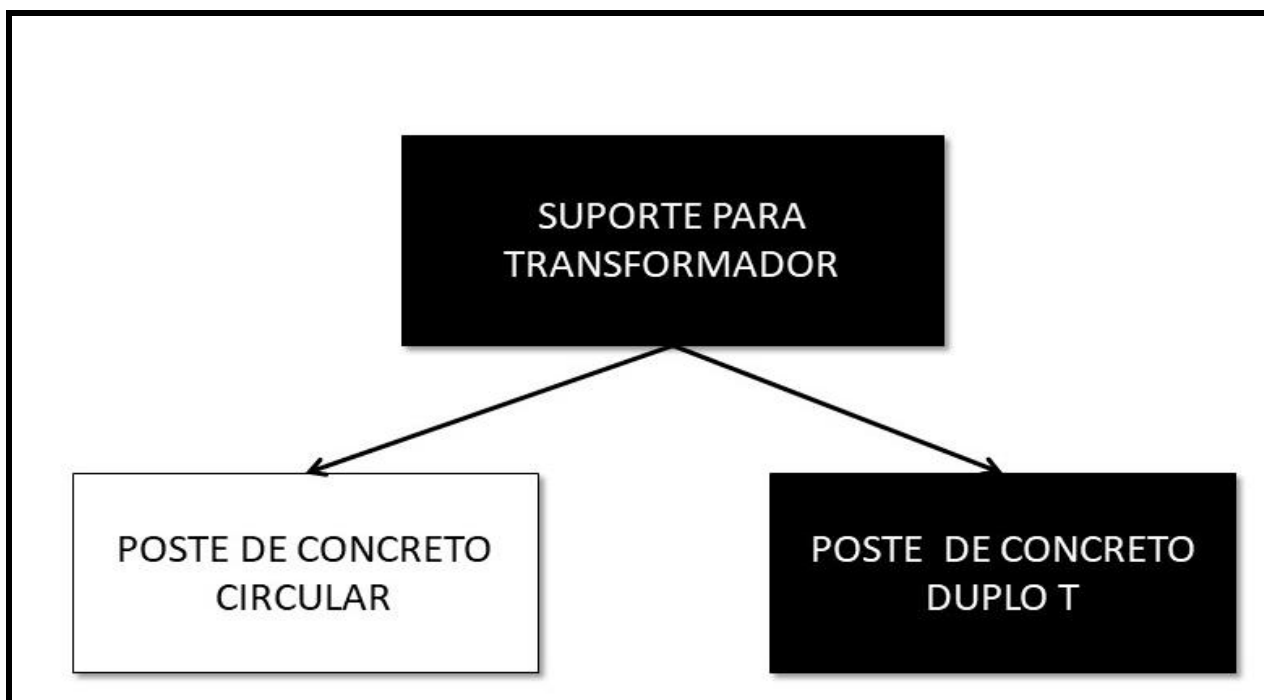 SUPORTE PARA
TRANSFORMADOR
POSTE DE CONCRETO
CIRCULAR
POSTE DE CONCRETO
DUPLO T